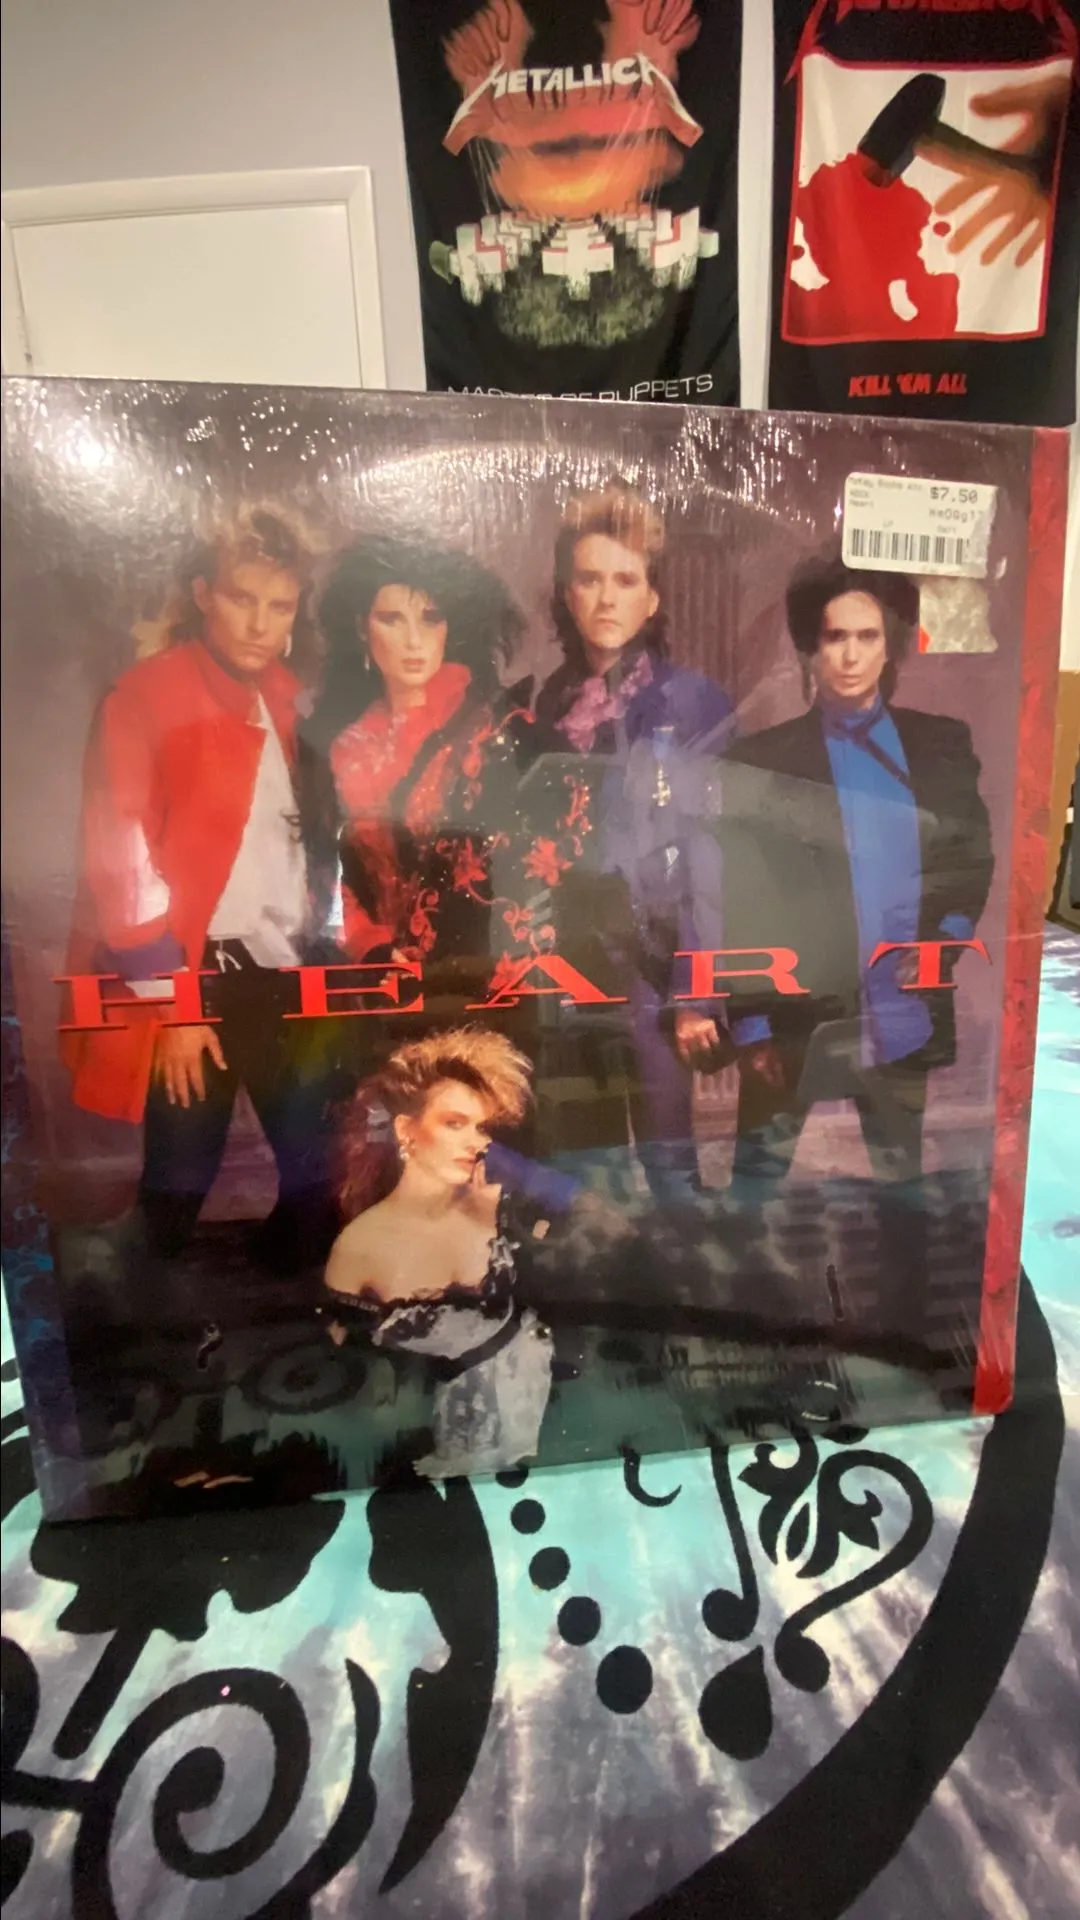 METALLICA
MASTER OF PUPPETS
KILL 'EM ALL
$7.50
HEART